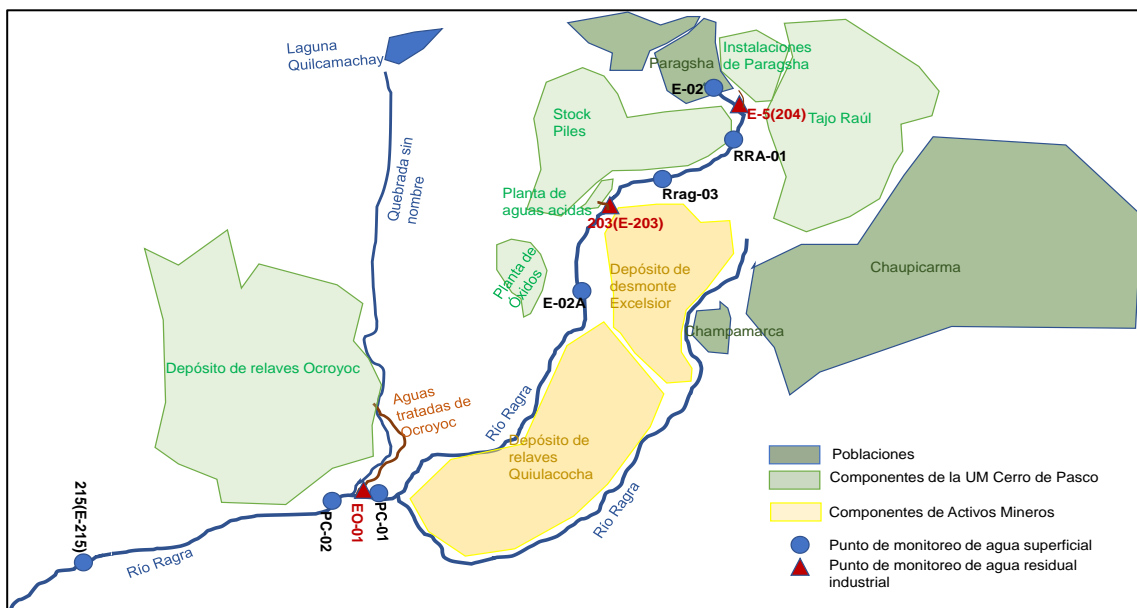 Laguna
Quilcamachay
Paragsha
Instalaciones
de Paragsha
E-02
E-5(204)
Tajo Raúl
Stock
Piles
RRA-01
Quebrada sin
nombre
Rrag-03
Planta de
aguas acidas
203(E-203)
Planta de
Óxidos
Depósito de
desmonte
Excelsior
Chaupicarma
E-02A
Champamarca
Depósito de relaves Ocroyoc
Aguas
tratadas de
Ocroyoc
Río Ragra
Depósito de
relaves
Quiulacocha
Río Ragra
215(E-215)
PC-02
EO-01
PC-01
Río Ragra
Poblaciones
Componentes de la UM Cerro de Pasco
Componentes de Activos Mineros
Punto de monitoreo de agua superficial
Punto de monitoreo de agua residual
industrial